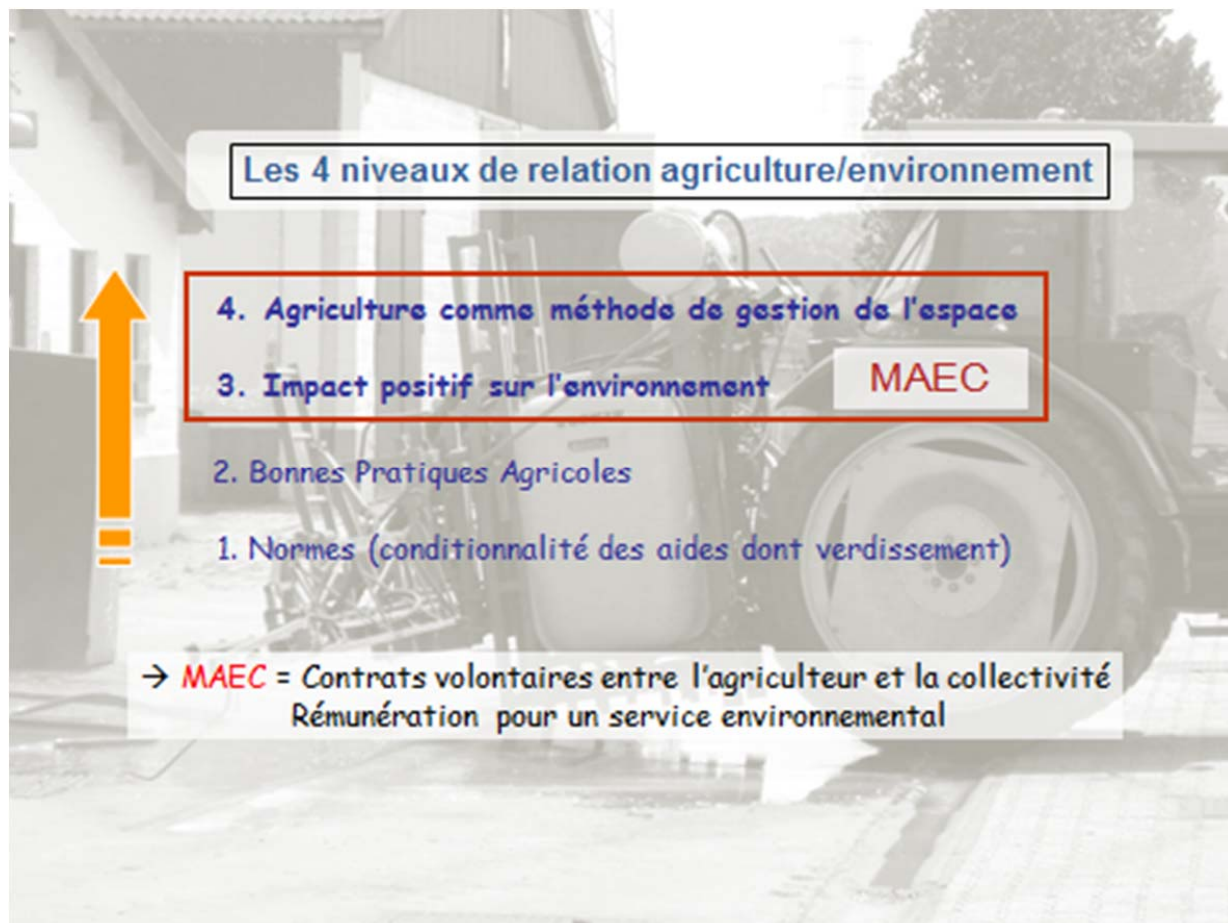 Les 4 niveaux de relation agriculture/environnement
4. Agriculture comme méthode de gestion de l'espace
3. Impact positif sur l'environnement
MAEC
2. Bonnes Pratiques Agricoles
1. Normes (conditionnalité des aides dont verdissement)
→ MAEC = Contrats volontaires entre l'agriculteur et la collectivité
Rémunération pour un service environnemental